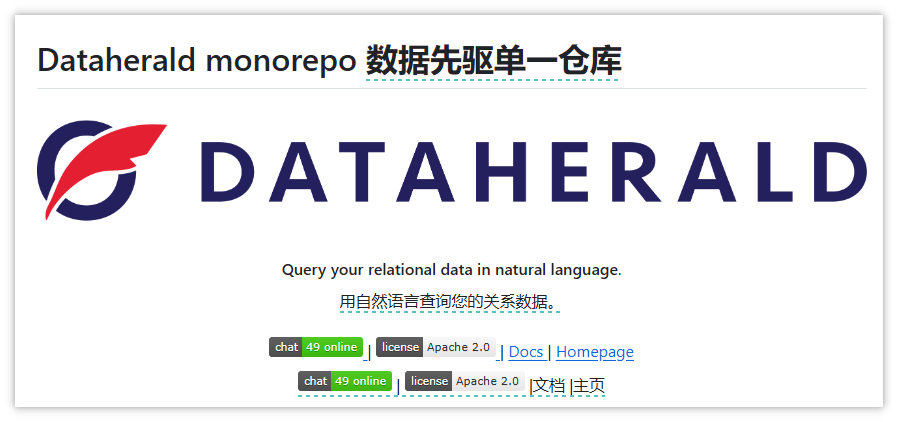 Dataherald monorepo 数据先驱单一仓库
DATAHERALD
Query your relational data in natural language.
用自然语言查询您的关系数据。
chat 49 online | license Apache 2.0 | Docs | Homepage
chat 49 online | license Apache 2.0 |文档 |主页